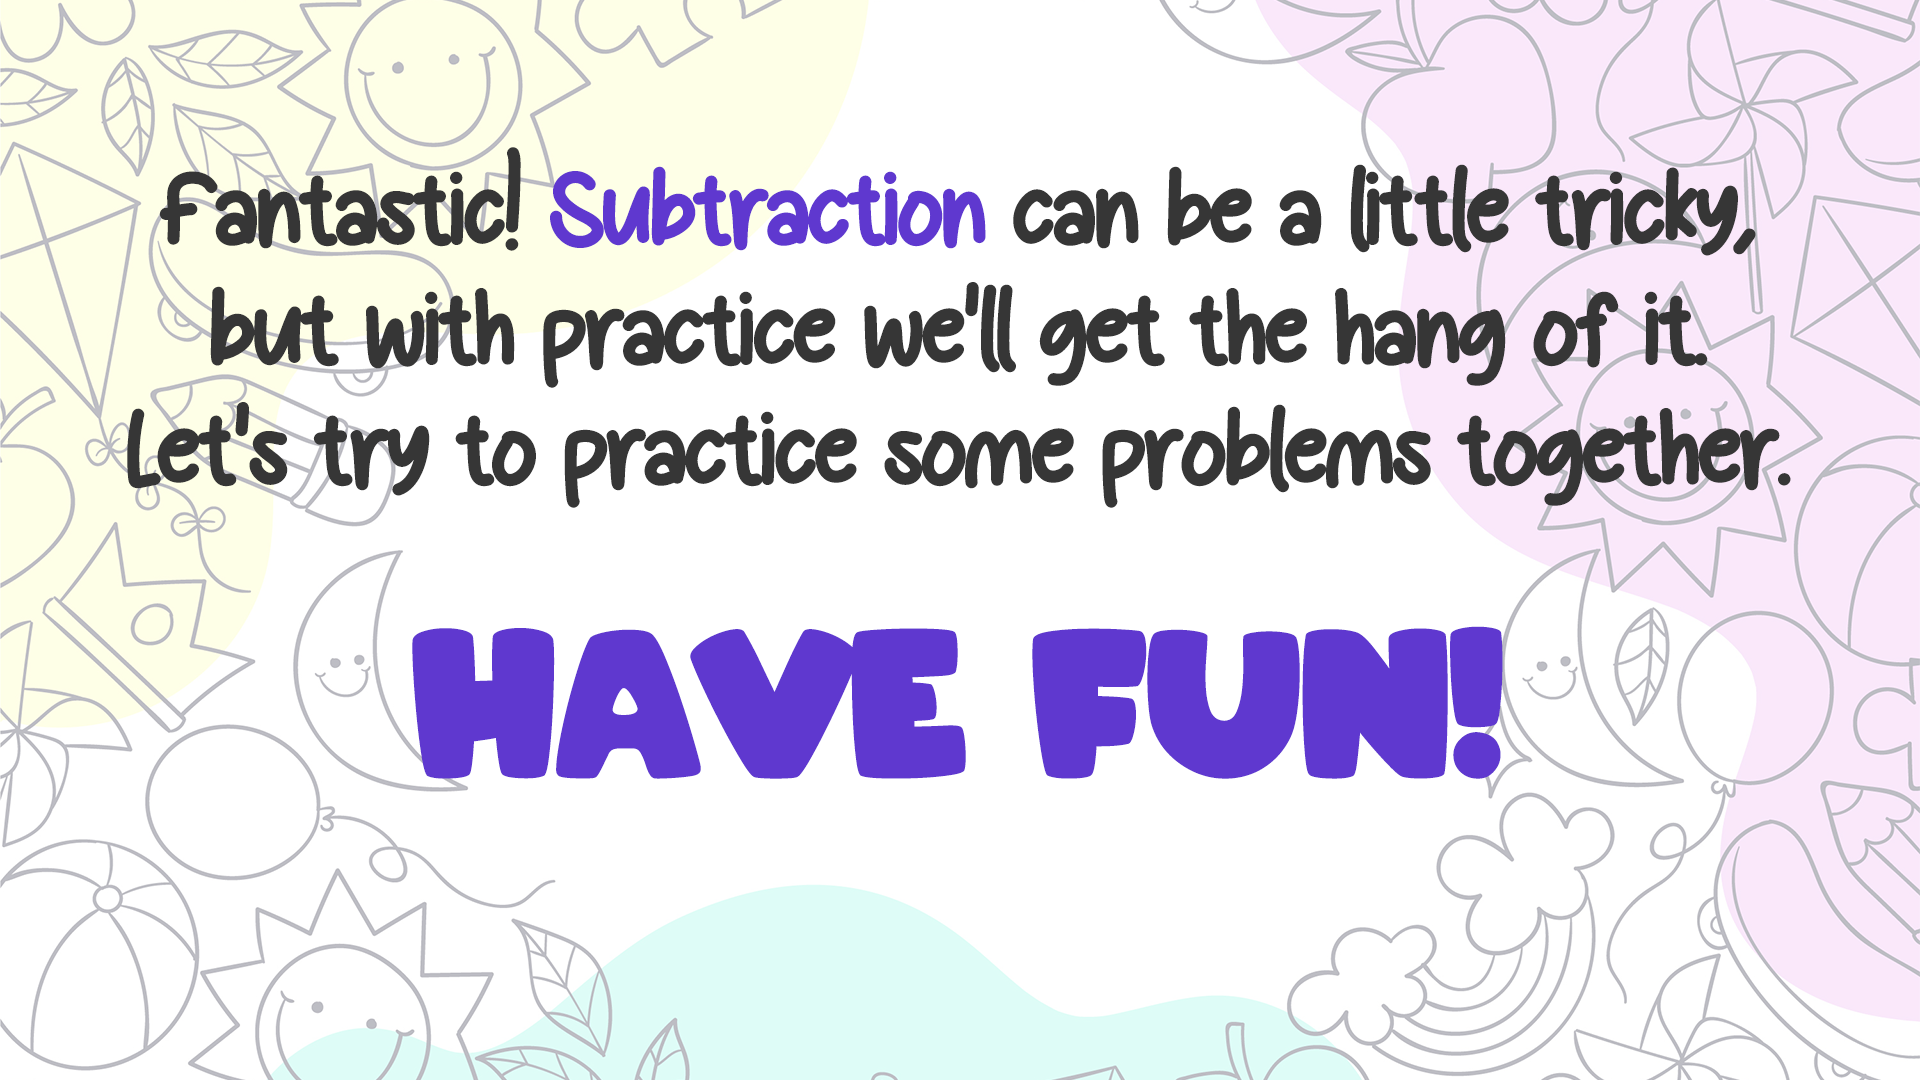 Fantastic! Subtraction can be a little tricky,
but with practice we'll get the hang of it.
Let's try to practice some problems together.
HAVE FUN!